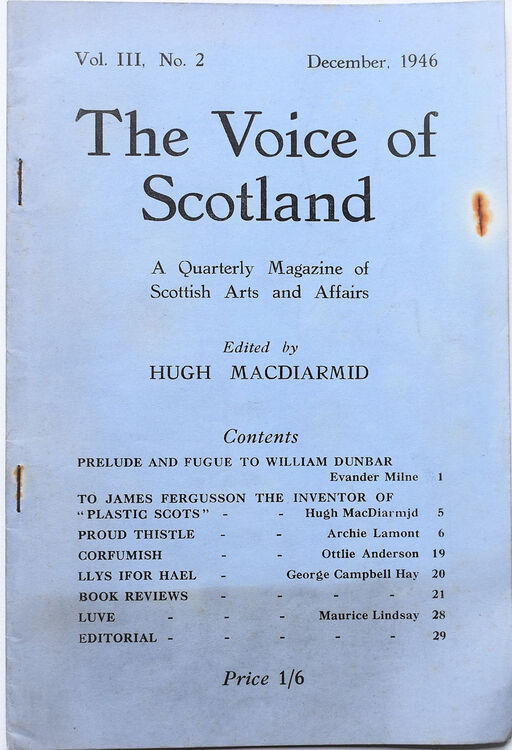 Vol. III, No. 2 December, 1946
The Voice of
Scotland
A Quarterly Magazine of
Scottish Arts and Affairs
Edited by
HUGH MACDIARMID
Contents
PRELUDE AND FUGUE TO WILLIAM DUNBAR
Evander Milne 1
TO JAMES FERGUSSON THE INVENTOR OF
"PLASTIC SCOTS" - - Hugh MacDiarmjd 5
PROUD THISTLE - - Archie Lamont 6
CORFUMISH - - Ottlie Anderson 19
LLYS IFOR HAEL - George Campbell Hay 20
BOOK REVIEWS - - - - 21
LUVE - - - Maurice Lindsay 28
EDITORIAL - - - - - 29
Price 1/6